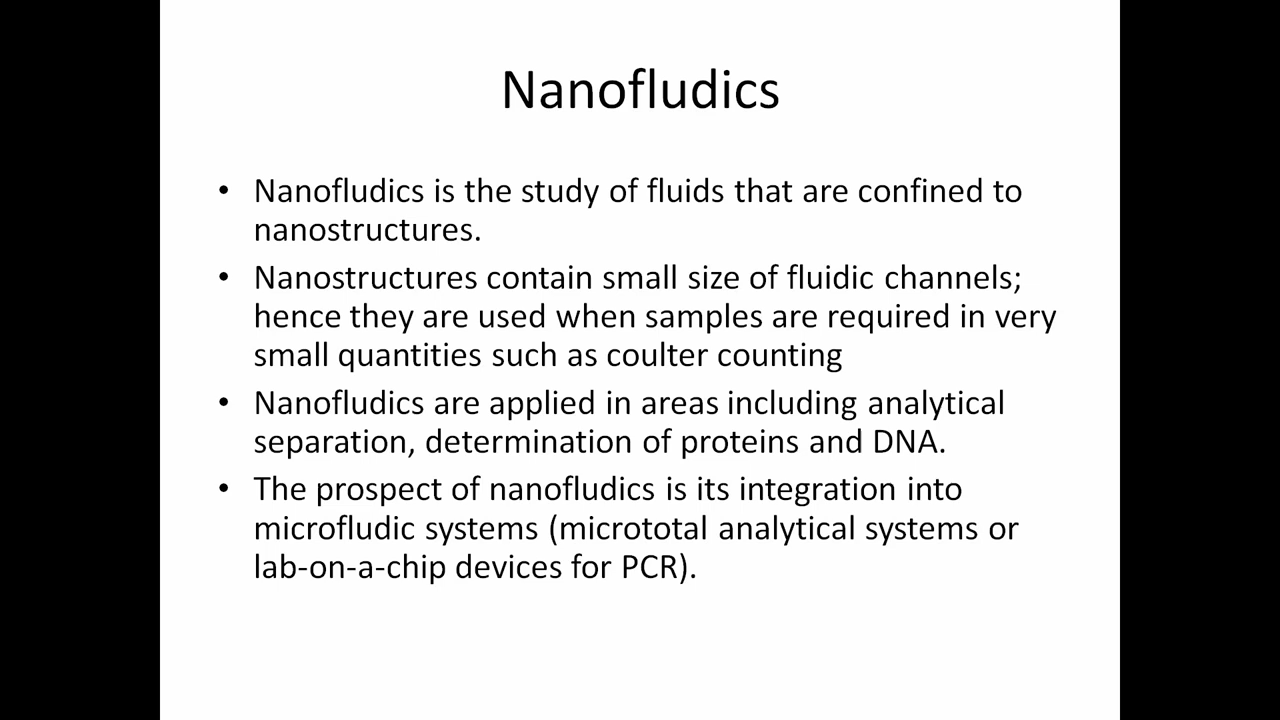 Nanofludics
• Nanofludics is the study of fluids that are confined to
nanostructures.
• Nanostructures contain small size of fluidic channels;
hence they are used when samples are required in very
small quantities such as coulter counting
• Nanofludics are applied in areas including analytical
separation, determination of proteins and DNA.
• The prospect of nanofludics is its integration into
microfludic systems (micrototal analytical systems or
lab-on-a-chip devices for PCR).